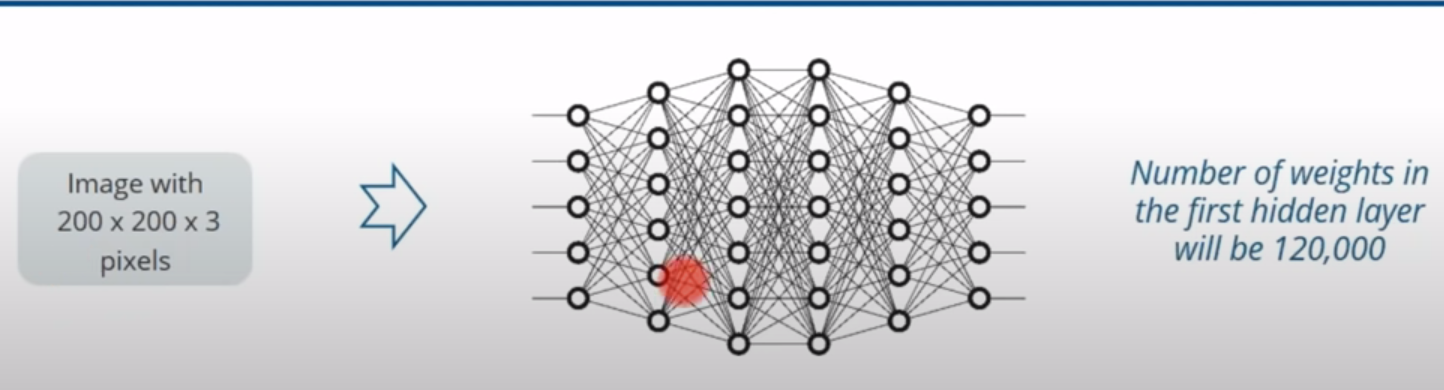 Image with
200 x 200 x 3
pixels
Number of weights in
the first hidden layer
will be 120,000